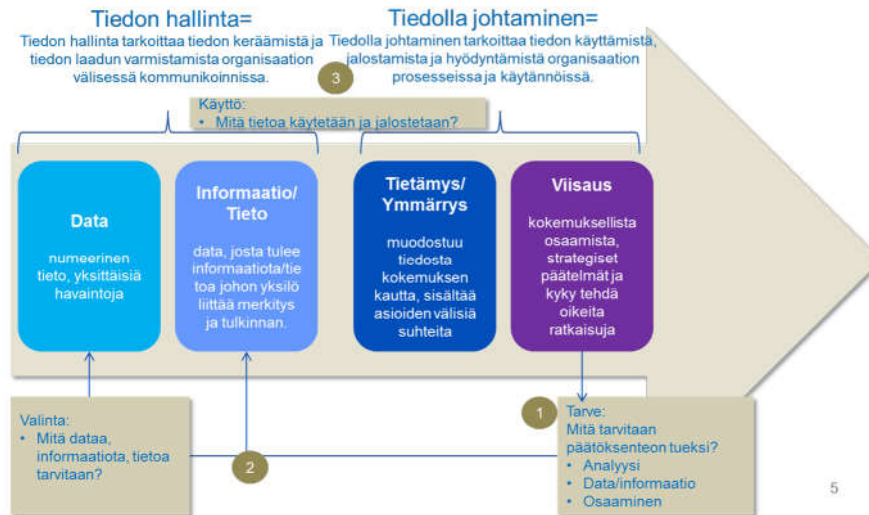 Tiedon hallinta=
Tiedon hallinta tarkoittaa tiedon keräämistä ja
tiedon laadun varmistamista organisaation
välisessä kommunikoinnissa.
Tiedolla johtaminen=
Tiedolla johtaminen tarkoittaa tiedon käyttämistä,
jalostamista ja hyödyntämistä organisaation
prosesseissa ja käytännöissä.
3
Käyttö:
• Mitä tietoa käytetään ja jalostetaan?
Data
numeerinen
tieto, yksittäisiä
havaintoja
Informaatio/
Tieto
data, josta tulee
informaatiota/tie
toa johon yksilö
liittää merkitys
ja tulkinnan.
Tietämys/
Ymmärrys
muodostuu
tiedosta
kokemuksen
kautta, sisältää
asioiden välisiä
suhteita
Viisaus
kokemuksellista
osaamista,
strategiset
päätelmät ja
kyky tehdä
oikeita
ratkaisuja
Valinta:
• Mitä dataa,
informaatiota, tietoa
tarvitaan?
2
1
Tarve:
Mitä tarvitaan
päätöksenteon tueksi?
• Analyysi
• Data/informaatio
• Osaaminen
5